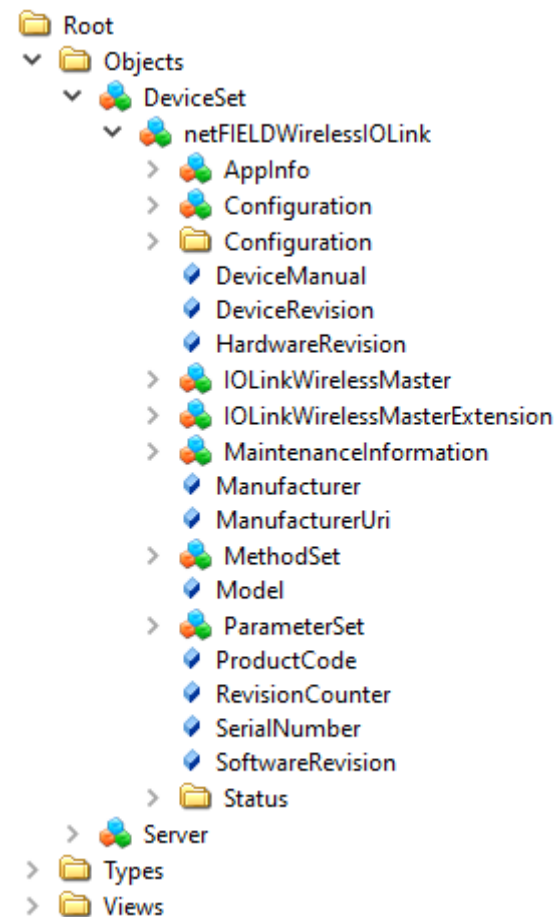 Root
Objects
DeviceSet
netFIELDWirelessIOLink
AppInfo
Configuration
Configuration
DeviceManual
DeviceRevision
HardwareRevision
IOLinkWirelessMaster
IOLinkWirelessMasterExtension
MaintenanceInformation
Manufacturer
ManufacturerUri
MethodSet
Model
ParameterSet
ProductCode
RevisionCounter
SerialNumber
SoftwareRevision
Status
Server
Types
Views